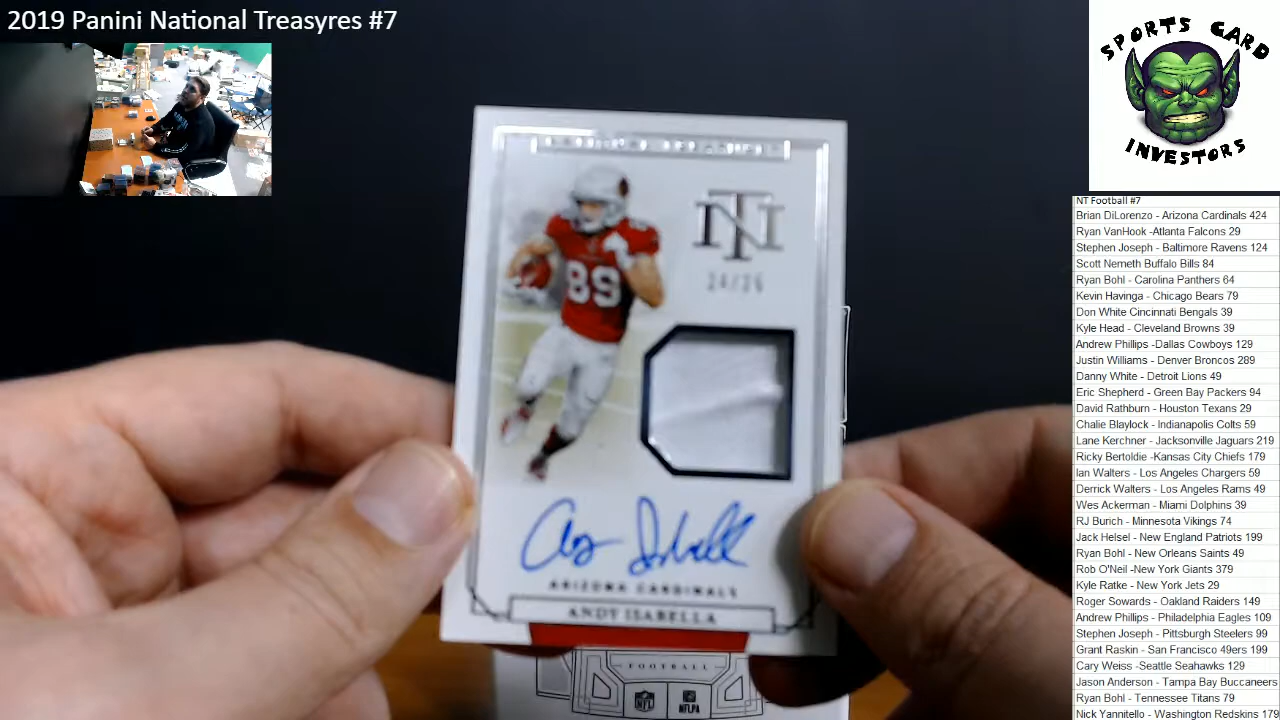 2019 Panini National Treasyres #7
SPORTS CARD
INVESTORS
NT
89
ARIZONA CARDINALS
ANDY ISABELLA
FOOTBALL
NFL
NFLPA
NT Football #7
Brian DiLorenzo - Arizona Cardinals 424
Ryan VanHook -Atlanta Falcons 29
Stephen Joseph - Baltimore Ravens 124
Scott Nemeth Buffalo Bills 84
Ryan Bohl - Carolina Panthers 64
Kevin Havinga - Chicago Bears 79
Don White Cincinnati Bengals 39
Kyle Head - Cleveland Browns 39
Andrew Phillips -Dallas Cowboys 129
Justin Williams - Denver Broncos 289
Danny White - Detroit Lions 49
Eric Shepherd - Green Bay Packers 94
David Rathburn - Houston Texans 29
Chalie Blaylock - Indianapolis Colts 59
Lane Kerchner - Jacksonville Jaguars 219
Ricky Bertoldie -Kansas City Chiefs 179
Ian Walters - Los Angeles Chargers 59
Derrick Walters - Los Angeles Rams 49
Wes Ackerman - Miami Dolphins 39
RJ Burich - Minnesota Vikings 74
Jack Helsel - New England Patriots 199
Ryan Bohl - New Orleans Saints 49
Rob O'Neil -New York Giants 379
Kyle Ratke - New York Jets 29
Roger Sowards - Oakland Raiders 149
Andrew Phillips - Philadelphia Eagles 109
Stephen Joseph - Pittsburgh Steelers 99
Grant Raskin - San Francisco 49ers 199
Cary Weiss -Seattle Seahawks 129
Jason Anderson - Tampa Bay Buccaneers
Ryan Bohl - Tennessee Titans 79
Nick Yannitello - Washington Redskins 179